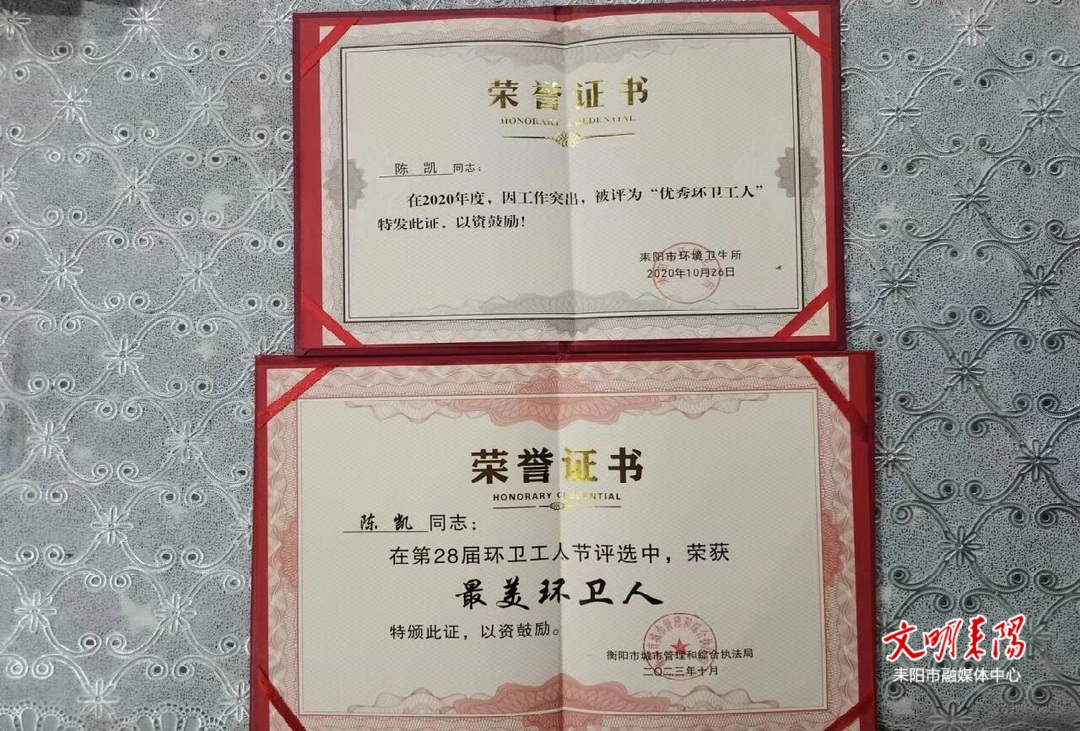 荣誉证书
HONORARY CREDENTIAL
陈 凯 同志：
在2020年度，因工作突出，被评为“优秀环卫工人”
特发此证，以资鼓励！
耒阳市环境卫生所
2020年10月26日
荣誉证书
HONORARY CREDENTIAL
陈 凯 同志：
在第28届环卫工人节评选中，荣获
最美环卫人
特颁此证，以资鼓励。
衡阳市城市管理和综合执法局
二〇二三年十月
文明耒陽
耒阳市融媒体中心